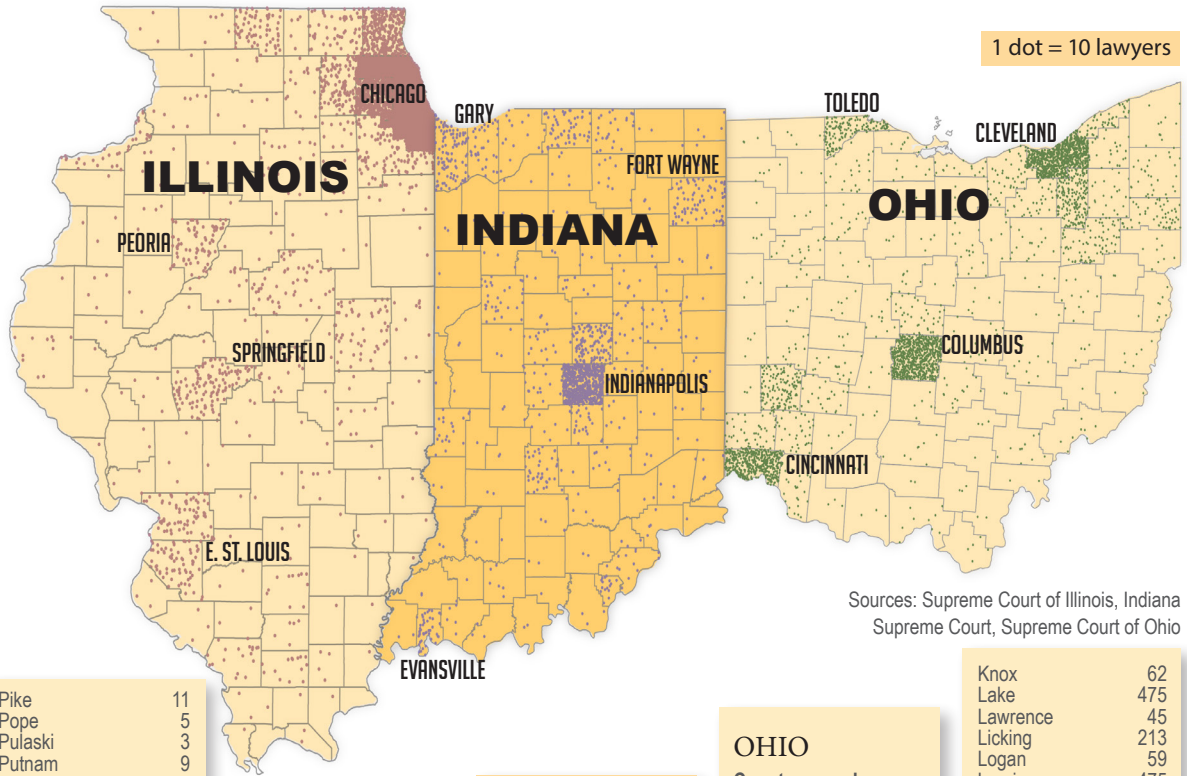 1 dot = 10 lawyers
TOLEDO
CHICAGO
GARY
CLEVELAND
ILLINOIS
FORT WAYNE
OHIO
INDIANA
PEORIA
SPRINGFIELD
COLUMBUS
INDIANAPOLIS
CINCINNATI
E. ST. LOUIS
EVANSVILLE
Sources: Supreme Court of Illinois, Indiana
Supreme Court, Supreme Court of Ohio
Pike 11
Pope 5
Pulaski 3
Putnam 9
OHIO
Knox 62
Lake 475
Lawrence 45
Licking 213
Logan 59